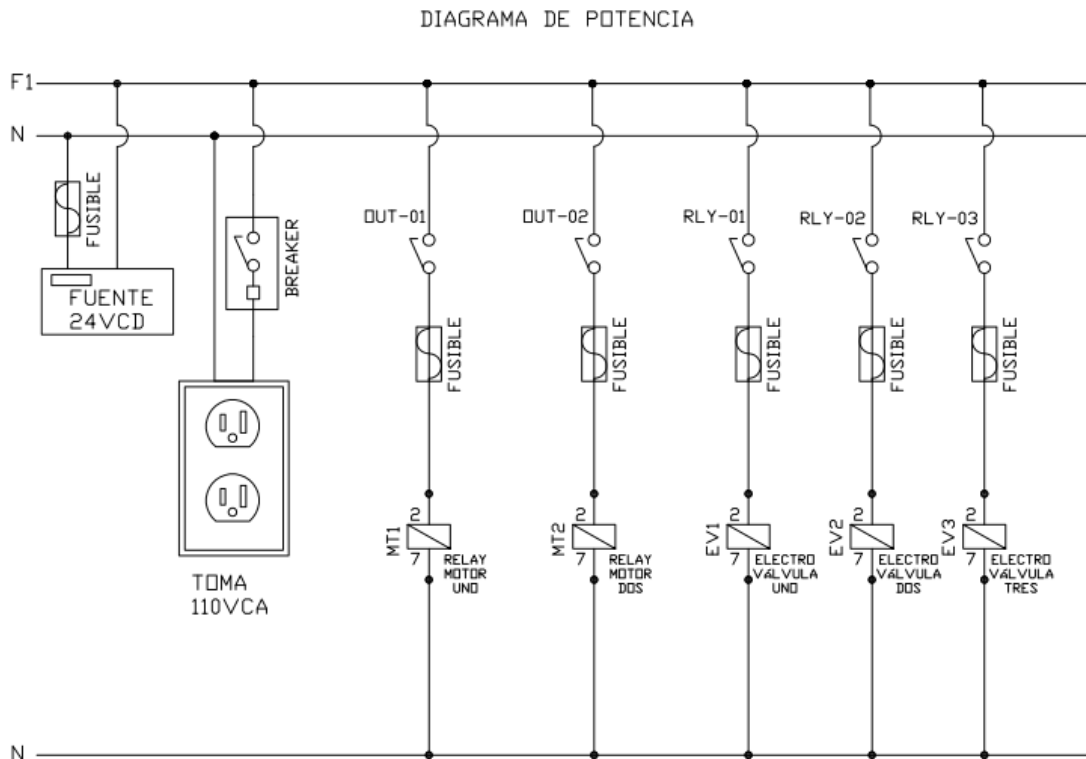 DIAGRAMA DE POTENCIA
F1
N
FUSIBLE
FUENTE
24VCD
BREAKER
TOMA
110VCA
OUT-01
FUSIBLE
MT1
2
7
RELAY
MOTOR
UNO
OUT-02
FUSIBLE
MT2
2
7
RELAY
MOTOR
DOS
RLY-01
FUSIBLE
EV1
2
7
ELECTRO
VáLVULA
UNO
RLY-02
FUSIBLE
EV2
2
7
ELECTRO
VáLVULA
DOS
RLY-03
FUSIBLE
EV3
2
7
ELECTRO
VáLVULA
TRES
N